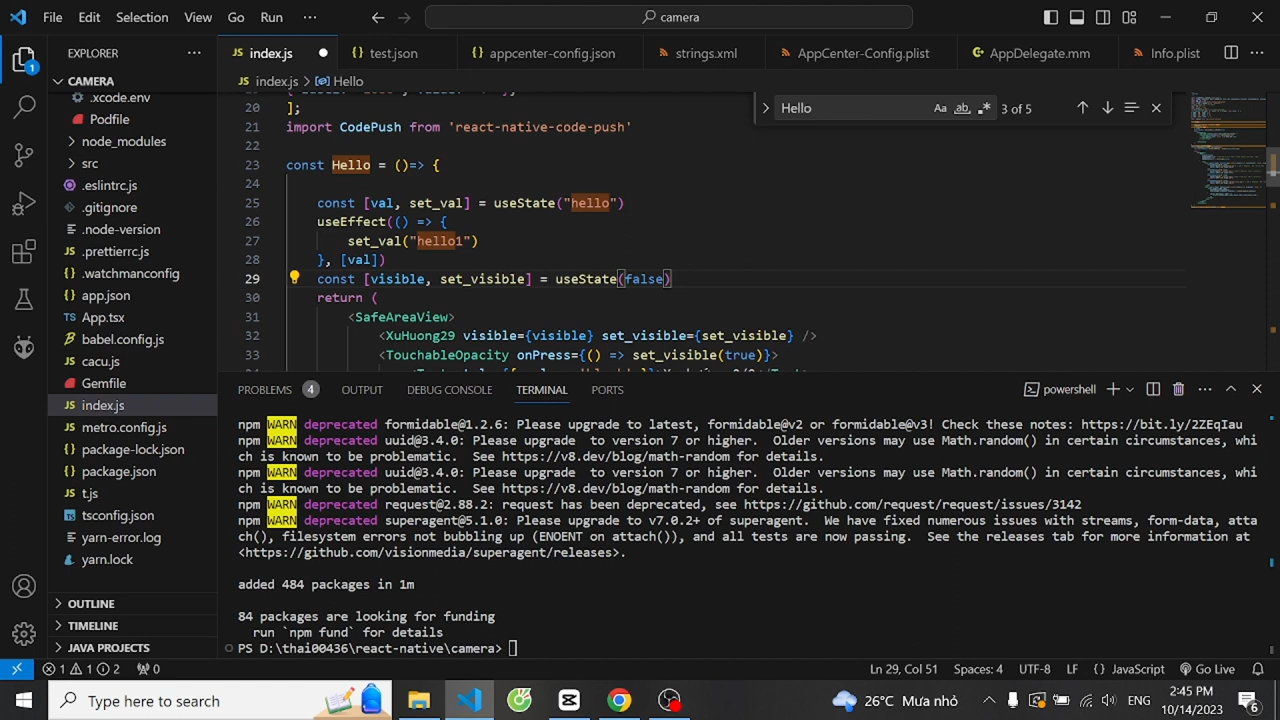 File Edit Selection View Go Run ··· camera
EXPLORER ···
index.js test.json appcenter-config.json strings.xml AppCenter-Config.plist AppDelegate.mm Info.plist ···
CAMERA
index.js > Hello
.xcode.env
Podfile
node_modules
src
.eslintrc.js
.gitignore
.node-version
.prettierrc.js
.watchmanconfig
app.json
App.tsx
babel.config.js
cacu.js
Gemfile
index.js
metro.config.js
package-lock.json
package.json
t.js
tsconfig.json
yarn-error.log
yarn.lock
OUTLINE
TIMELINE
JAVA PROJECTS
1
Hello Aa ab .* 3 of 5
20 ];
21 import CodePush from 'react-native-code-push'
22
23 const Hello = ()=> {
24
25 const [val, set_val] = useState("hello")
26 useEffect(() => {
27 set_val("hello1")
28 }, [val])
29 const [visible, set_visible] = useState(false)
30 return (
31 <SafeAreaView>
32 <XuHuong29 visible={visible} set_visible={set_visible} />
33 <TouchableOpacity onPress={() => set_visible(true)}>
PROBLEMS 4 OUTPUT DEBUG CONSOLE TERMINAL PORTS powershell
npm WARN deprecated formidable@1.2.6: Please upgrade to latest, formidable@v2 or formidable@v3! Check these notes: https://bit.ly/2ZEqIau
npm WARN deprecated uuid@3.4.0: Please upgrade  to version 7 or higher.  Older versions may use Math.random() in certain circumstances, whi
ch is known to be problematic.  See https://v8.dev/blog/math-random for details.
npm WARN deprecated uuid@3.4.0: Please upgrade  to version 7 or higher.  Older versions may use Math.random() in certain circumstances, whi
ch is known to be problematic.  See https://v8.dev/blog/math-random for details.
npm WARN deprecated request@2.88.2: request has been deprecated, see https://github.com/request/request/issues/3142
npm WARN deprecated superagent@5.1.0: Please upgrade to v7.0.2+ of superagent.  We have fixed numerous issues with streams, form-data, atta
ch(), filesystem errors not bubbling up (ENOENT on attach()), and all tests are now passing.  See the releases tab for more information at
<https://github.com/visionmedia/superagent/releases>.
added 484 packages in 1m
84 packages are looking for funding
run `npm fund` for details
PS D:\thai00436\react-native\camera>
1 1 2 0 Ln 29, Col 51 Spaces: 4 UTF-8 LF {} JavaScript Go Live
Type here to search 26°C Mưa nhỏ ENG 2:45 PM
10/14/2023 6